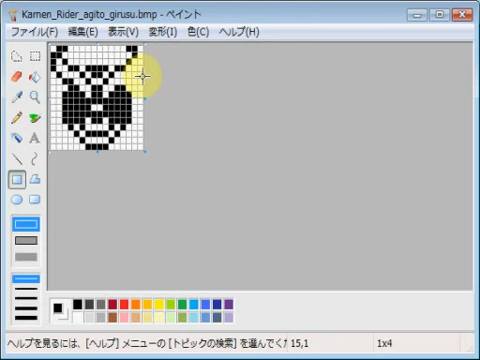 Kamen_Rider_agito_girusu.bmp - ペイント
ファイル(F) 編集(E) 表示(V) 変形(I) 色(C) ヘルプ(H)
A
ヘルプを見るには、[ヘルプ] メニューの [トピックの検索] を選んでくだ 15,1 1x4